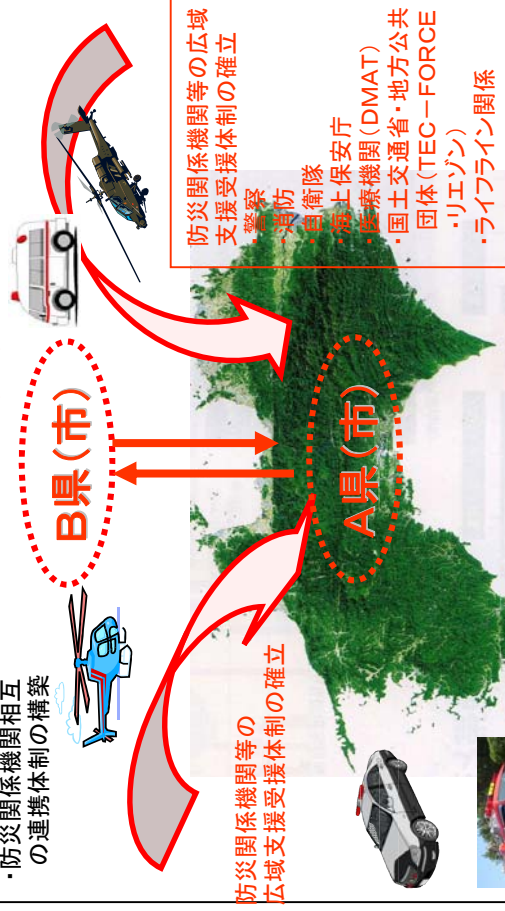 ・防災関係機関相互
の連携体制の構築
B県(市)
A県(市)
防災関係機関等の
広域支援受援体制の確立
防災関係機関等の広域
支援受援体制の確立
・警察
・消防
・自衛隊
・海上保安庁
・医療機関(DMAT)
・国土交通省・地方公共
団体(TEC－FORCE
・リエゾン)
・ライフライン関係